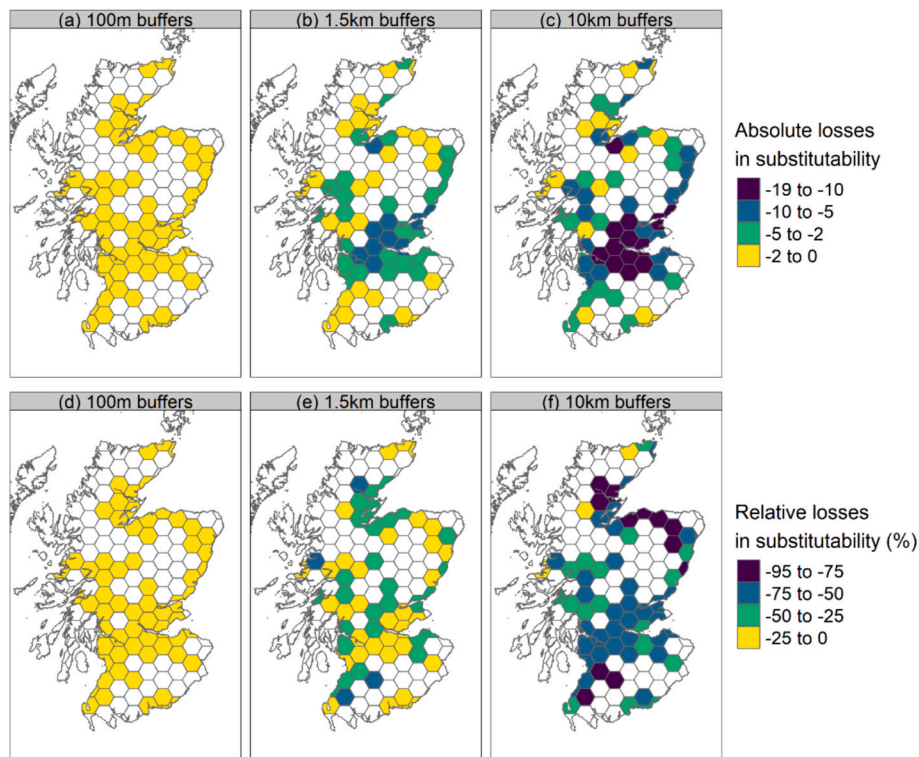 (a) 100m buffers
(b) 1.5km buffers
(c) 10km buffers
Absolute losses
in substitutability
-19 to -10
-10 to -5
-5 to -2
-2 to 0
(d) 100m buffers
(e) 1.5km buffers
(f) 10km buffers
Relative losses
in substitutability (%)
-95 to -75
-75 to -50
-50 to -25
-25 to 0